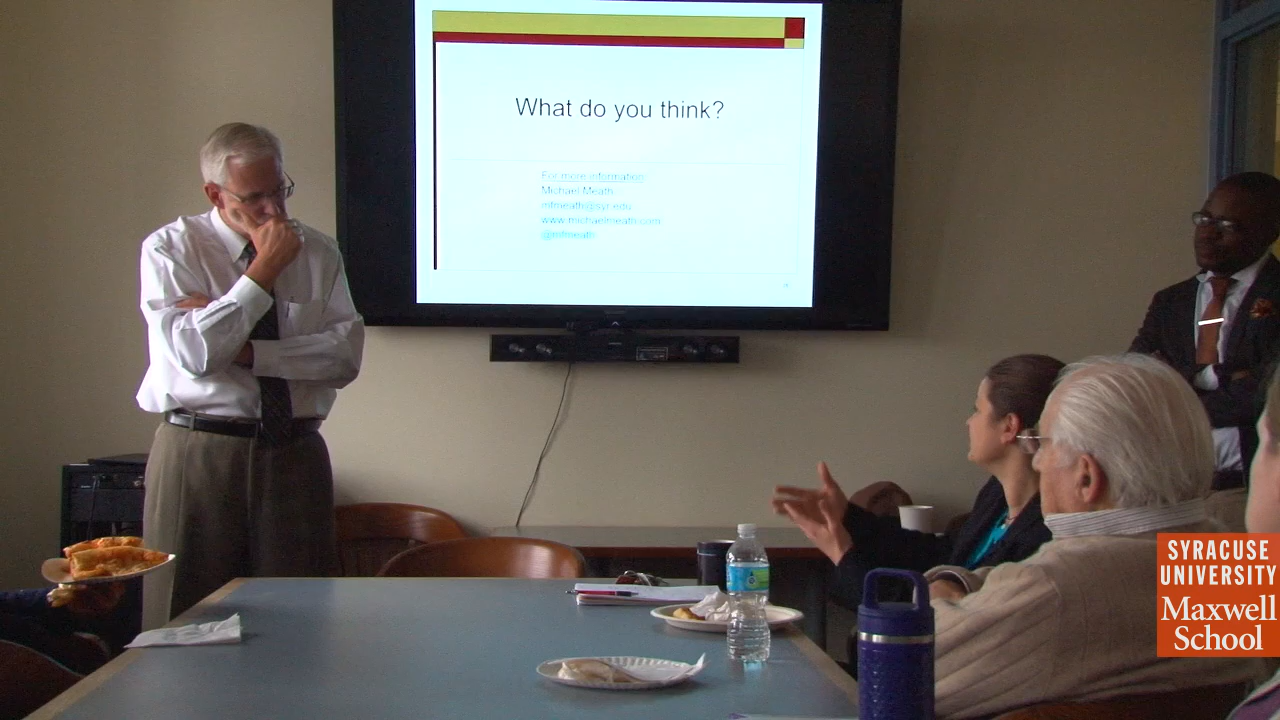 What do you think?
For more information:
Michael Meath
mfmeath@syr.edu
www.michaelmeath.com
@mfmeath
SYRACUSE
UNIVERSITY
Maxwell
School